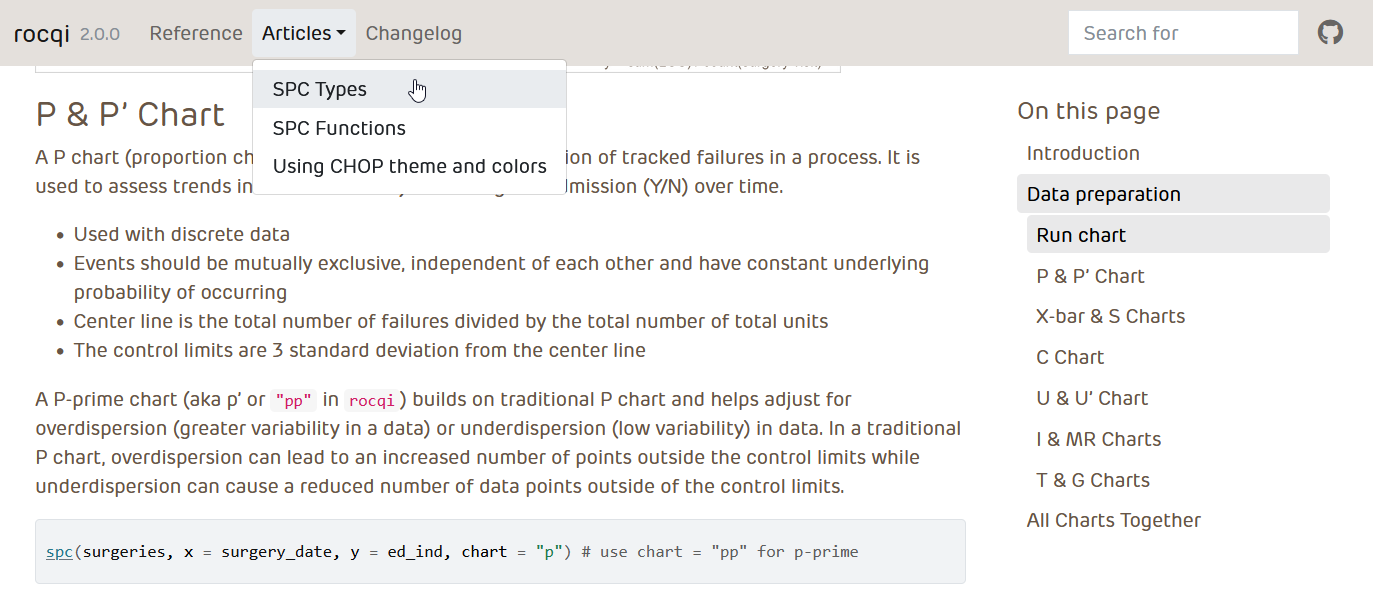 rocqi 2.0.0 Reference Articles Changelog Search for
SPC Types
SPC Functions
Using CHOP theme and colors
P & P’ Chart
A P chart (proportion ion of tracked failures in a process. It is
used to assess trends in (Y/N) over time.
Used with discrete data
Events should be mutually exclusive, independent of each other and have constant underlying
probability of occurring
Center line is the total number of failures divided by the total number of total units
The control limits are 3 standard deviation from the center line
A P-prime chart (aka p’ or "pp" in rocqi) builds on traditional P chart and helps adjust for
overdispersion (greater variability in a data) or underdispersion (low variability) in data. In a traditional
P chart, overdispersion can lead to an increased number of points outside the control limits while
underdispersion can cause a reduced number of data points outside of the control limits.
spc(surgeries, x = surgery_date, y = ed_ind, chart = "p") # use chart = "pp" for p-prime
On this page
Introduction
Data preparation
Run chart
P & P’ Chart
X-bar & S Charts
C Chart
U & U’ Chart
I & MR Charts
T & G Charts
All Charts Together